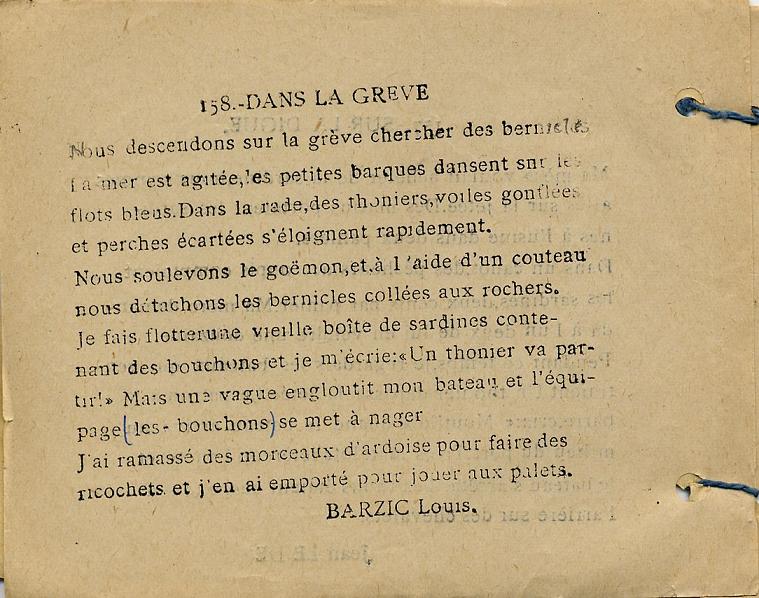 158.-DANS LA GREVE
Nous descendons sur la grève chercher des bernicles
La mer est agitée,les petites barques dansent sur les
flots bleus.Dans la rade,des thoniers,voiles gonflées
et perches écartées s'éloignent rapidement.
Nous soulevons le goëmon,et.à l'aide d'un couteau
nous détachons les bernicles collées aux rochers.
Je fais flotterune vieille boîte de sardines conte-
nant des bouchons et je m'écrie:«Un thonier va par-
tir!» Mais une vague engloutit mon bateau et l'équi-
page(les- bouchons)se met à nager
J'ai ramassé des morceaux d'ardoise pour faire des
ricochets et j'en ai emporté pour jouer aux palets.
BARZIC Louis.